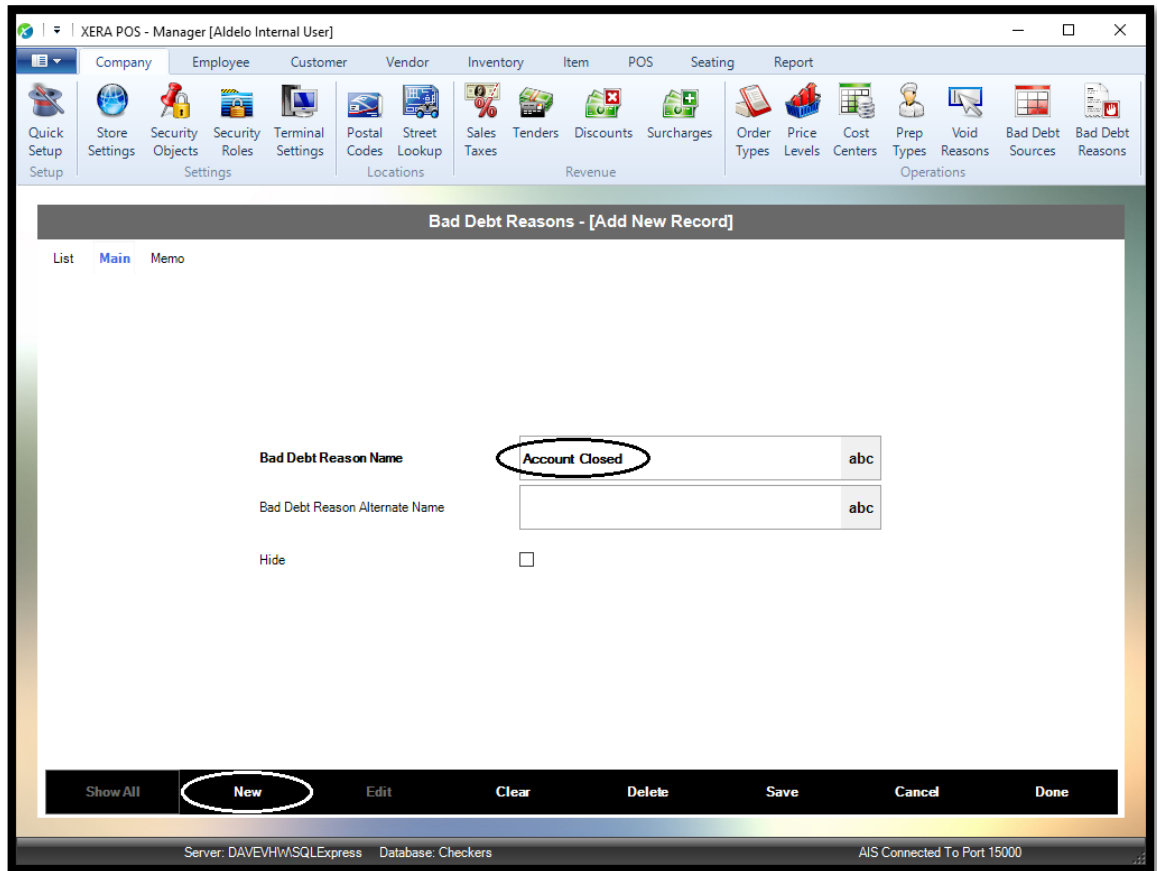 XERA POS - Manager [Aldelo Internal User]
Company Employee Customer Vendor Inventory Item POS Seating Report
Quick Setup
Store Settings
Security Objects
Security Roles
Terminal Settings
Postal Codes
Street Lookup
Sales Taxes
Tenders
Discounts
Surcharges
Order Types
Price Levels
Cost Centers
Prep Types
Void Reasons
Bad Debt Sources
Bad Debt Reasons
Setup Settings Locations Revenue Operations
Bad Debt Reasons - [Add New Record]
List Main Memo
Bad Debt Reason Name Account Closed abc
Bad Debt Reason Alternate Name abc
Hide
Show All New Edit Clear Delete Save Cancel Done
Server: DAVEVHW\SQLExpress Database: Checkers AIS Connected To Port 15000